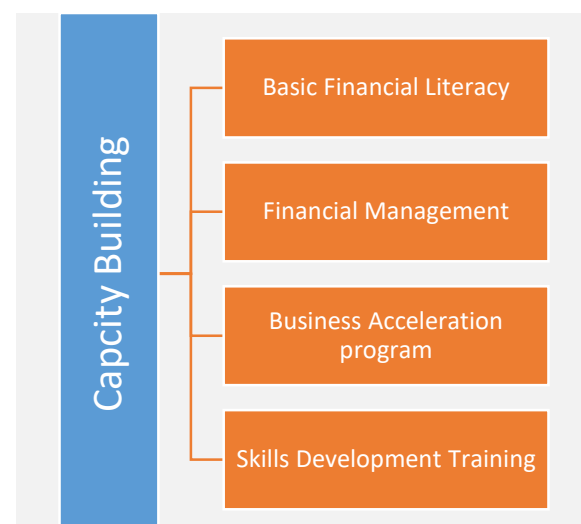 Capcity Building
Basic Financial Literacy
Financial Management
Business Acceleration
program
Skills Development Training